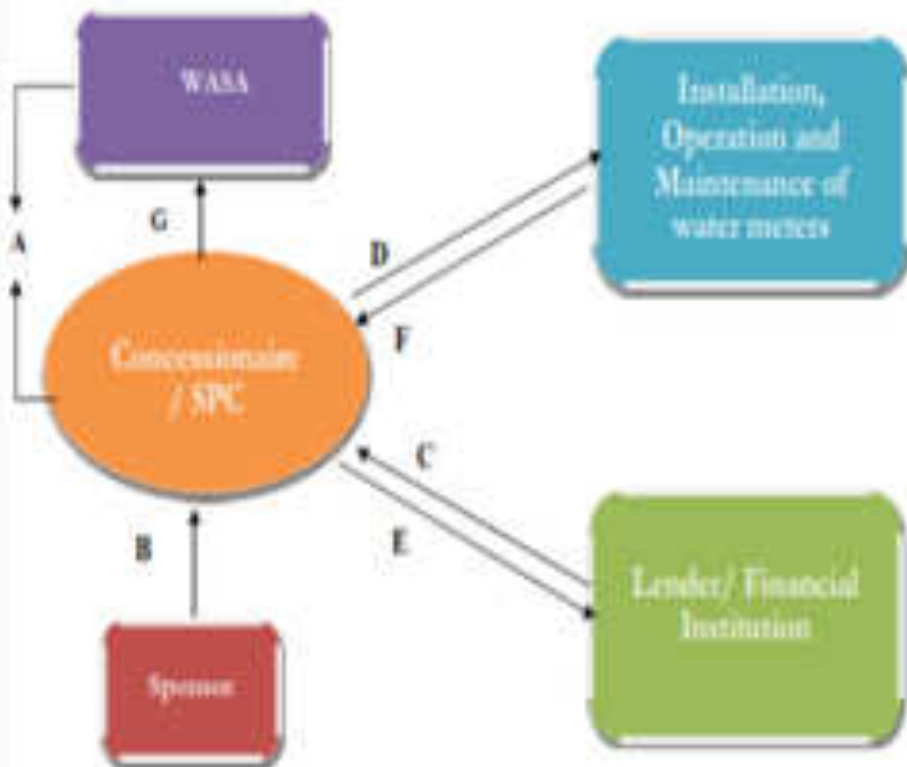 WASA
Installation,
Operation and
Maintenance of
water meters
A
G
D
F
Concessionaire
/ SPC
C
E
B
Lender/ Financial
Institution
Sponsor